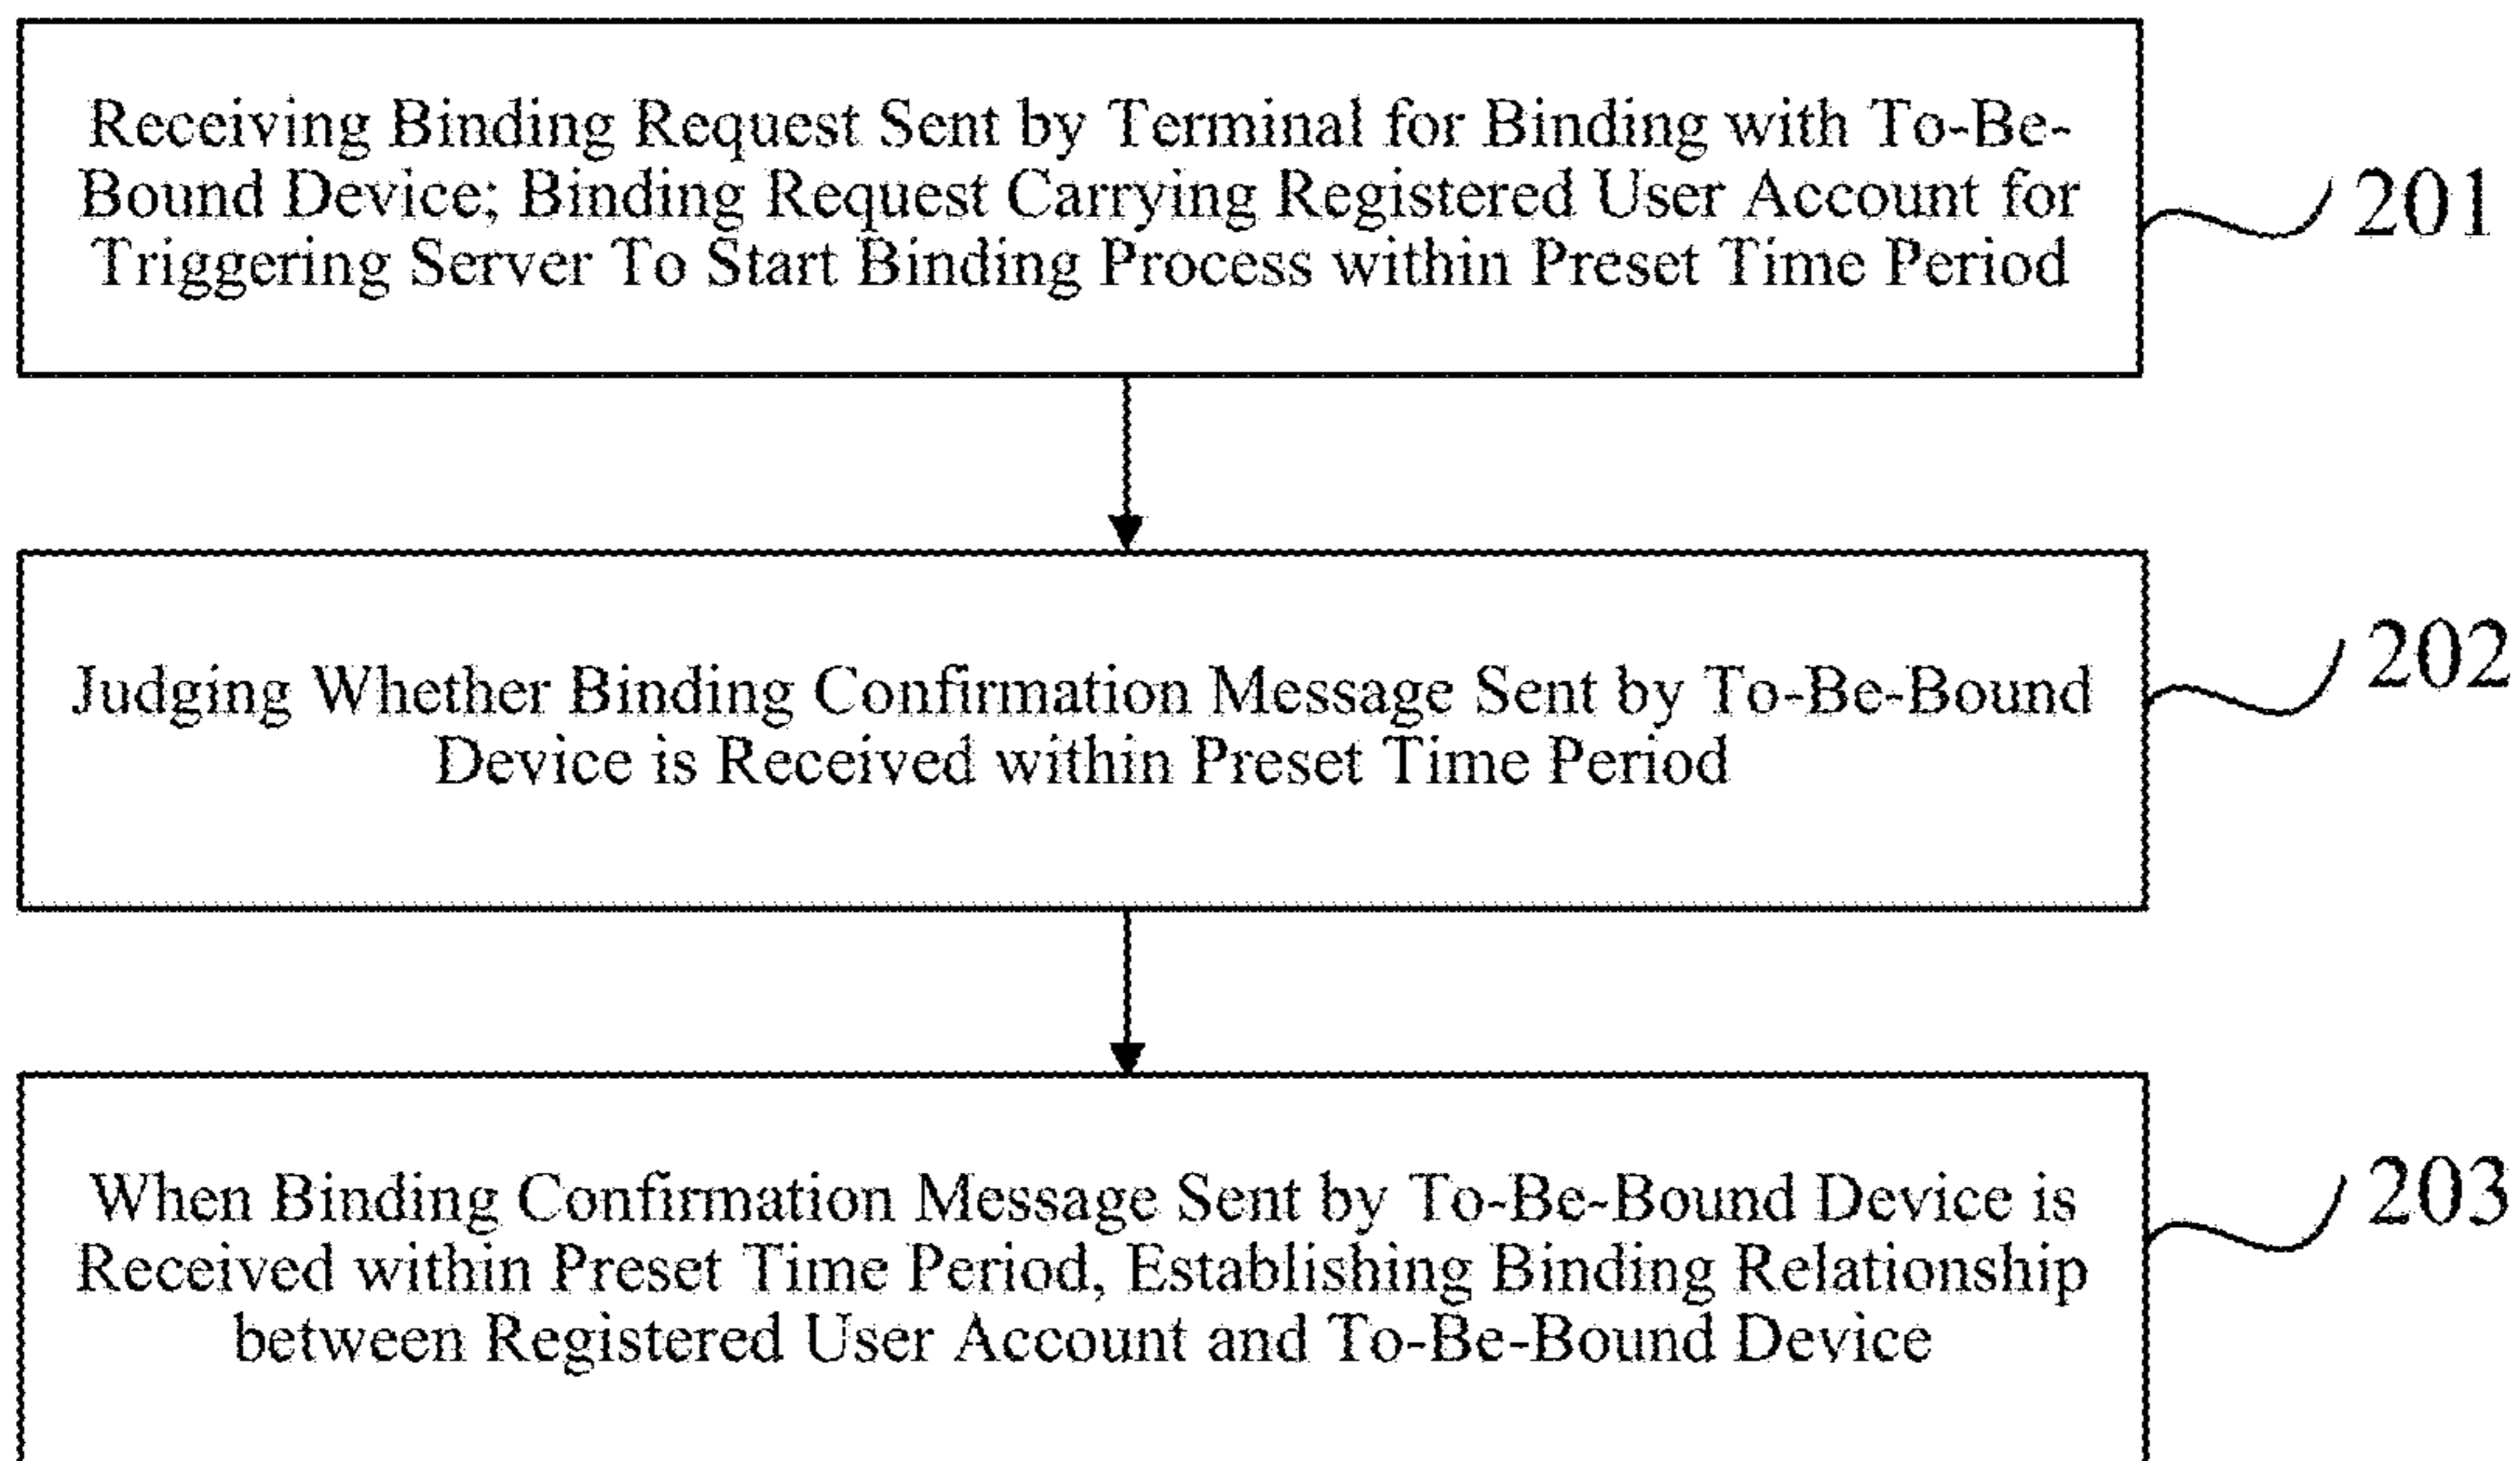 Receiving Binding Request Sent by Terminal for Binding with To-Be-
Bound Device; Binding Request Carrying Registered User Account for
Triggering Server To Start Binding Process within Preset Time Period
201
Judging Whether Binding Confirmation Message Sent by To-Be-Bound
Device is Received within Preset Time Period
202
When Binding Confirmation Message Sent by To-Be-Bound Device is
Received within Preset Time Period, Establishing Binding Relationship
between Registered User Account and To-Be-Bound Device
203